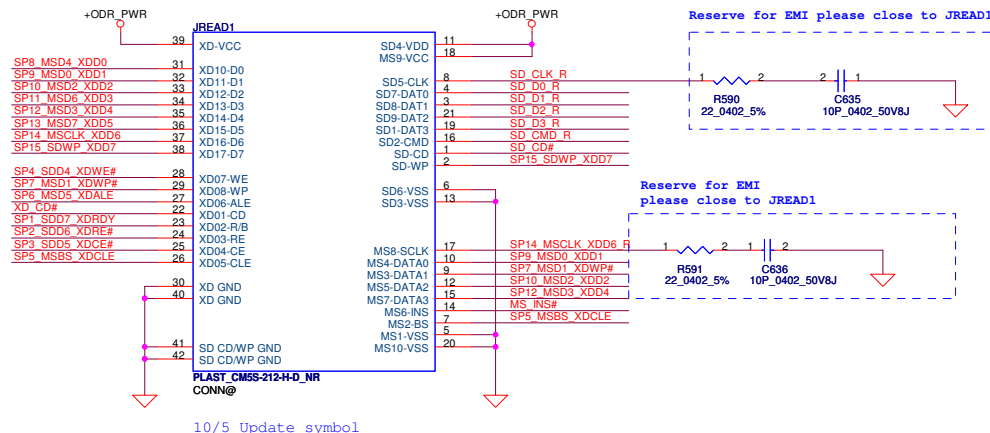 +ODR_PWR
+ODR_PWR
Reserve for EMI please close to JREAD1
JREAD1
39 XD-VCC
SD4-VDD 11
MS9-VCC 18
SP8_MSD4_XDD0 31 XD10-D0
SP9_MSD0_XDD1 32 XD11-D1
SP10_MSD2_XDD2 33 XD12-D2
SP11_MSD6_XDD3 34 XD13-D3
SP12_MSD3_XDD4 35 XD14-D4
SP13_MSD7_XDD5 36 XD15-D5
SP14_MSCLK_XDD6 37 XD16-D6
SP15_SDWP_XDD7 38 XD17-D7
SD5-CLK 8 SD_CLK_R
SD7-DAT0 4 SD_D0_R
SD8-DAT1 3 SD_D1_R
SD9-DAT2 21 SD_D2_R
SD1-DAT3 19 SD_D3_R
SD2-CMD 16 SD_CMD_R
SD-CD 1 SD_CD#
SD-WP 2 SP15_SDWP_XDD7
1 2 2 1
R590 C635
22_0402_5% 10P_0402_50V8J
SP4_SDD4_XDWE# 28 XD07-WE
SP7_MSD1_XDWP# 29 XD08-WP
SP6_MSD5_XDALE 27 XD06-ALE
XD_CD# 22 XD01-CD
SP1_SDD7_XDRDY 23 XD02-R/B
SP2_SDD6_XDRE# 24 XD03-RE
SP3_SDD5_XDCE# 25 XD04-CE
SP5_MSBS_XDCLE 26 XD05-CLE
SD6-VSS 6
SD3-VSS 13
Reserve for EMI
please close to JREAD1
MS8-SCLK 17 SP14_MSCLK_XDD6_R
MS4-DATA0 10 SP9_MSD0_XDD1
MS3-DATA1 9 SP7_MSD1_XDWP#
MS5-DATA2 12 SP10_MSD2_XDD2
MS7-DATA3 15 SP12_MSD3_XDD4
MS6-INS 14 MS_INS#
MS2-BS 7 SP5_MSBS_XDCLE
MS1-VSS 5
MS10-VSS 20
1 2 1 2
R591 C636
22_0402_5% 10P_0402_50V8J
30 XD GND
40 XD GND
41 SD CD/WP GND
42 SD CD/WP GND
PLAST_CM5S-212-H-D_NR
CONN@
10/5 Update symbol